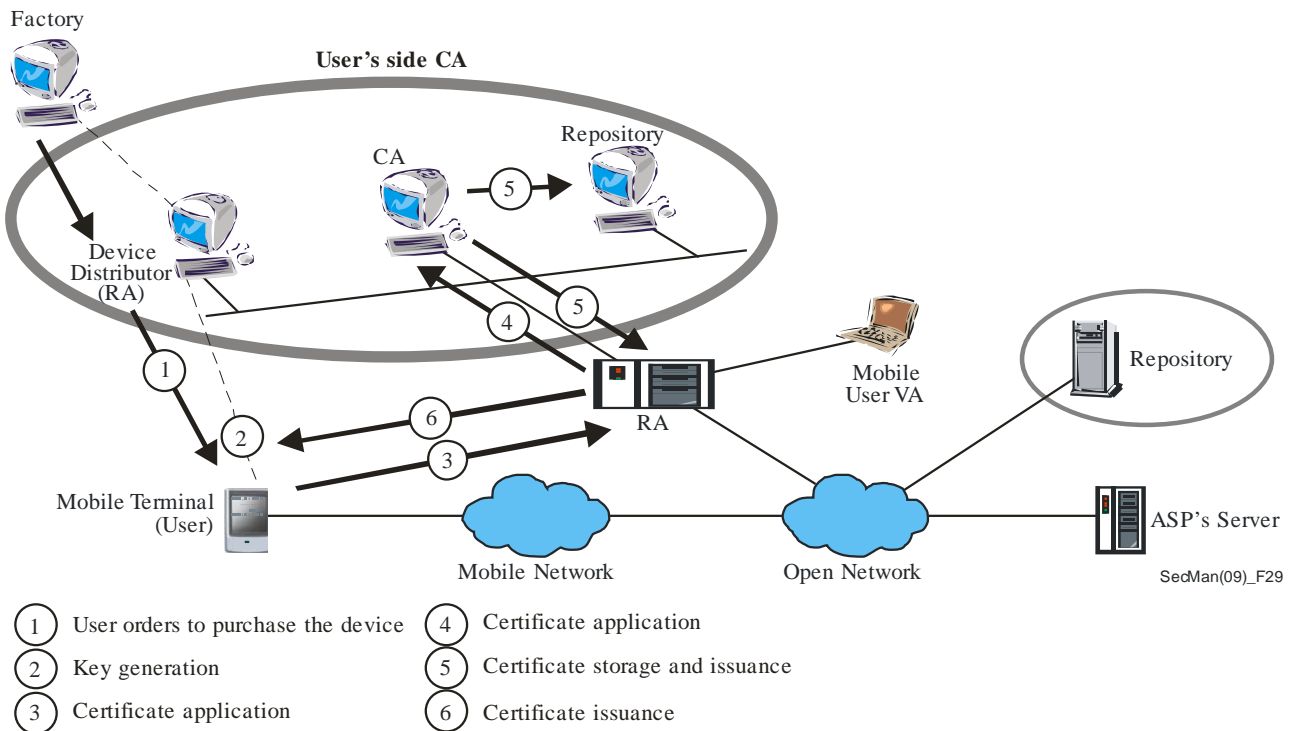 Factory
User's side CA
Repository
CA
5
Device
Distributor
(RA)
5
4
1
Mobile
User VA
Repository
6
RA
2
3
Mobile Terminal
(User)
ASP's Server
Mobile Network
Open Network
SecMan(09)_F29
1 User orders to purchase the device
4 Certificate application
2 Key generation
5 Certificate storage and issuance
3 Certificate application
6 Certificate issuance